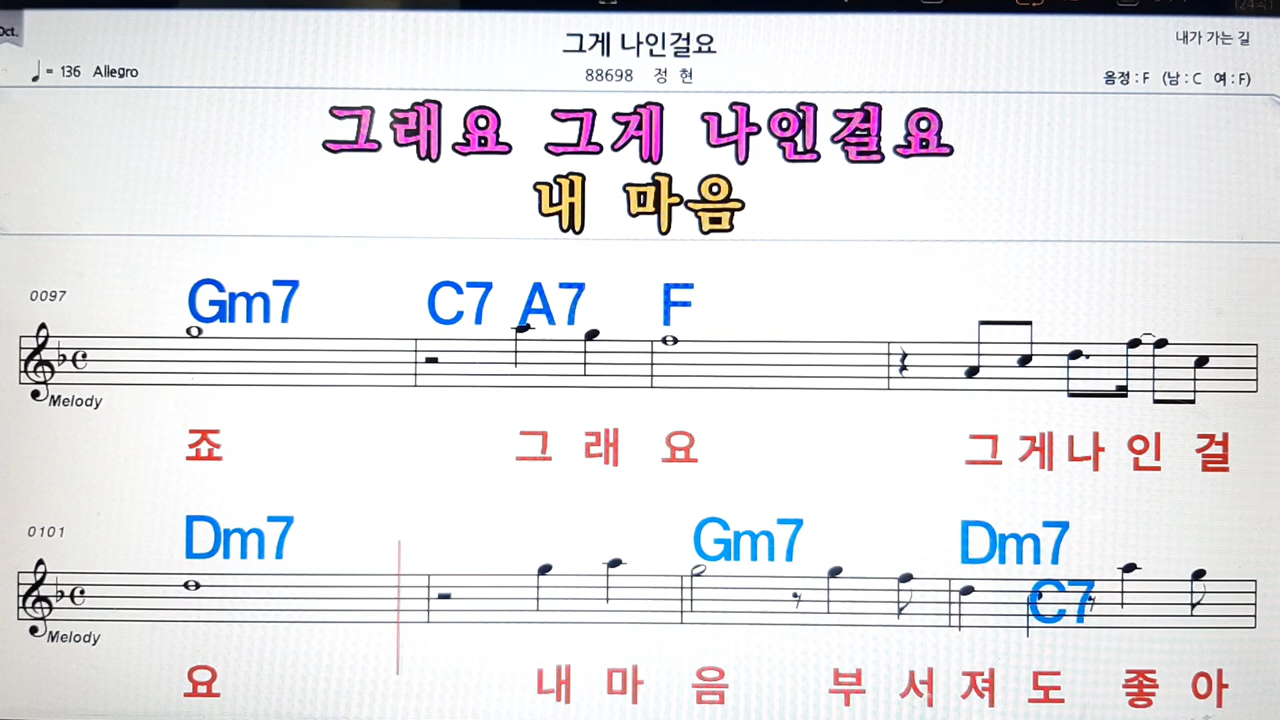 Oct.
그게 나인걸요
내가 가는 길
♩= 136 Allegro
88698 정 현
음정 : F (남 : C 여 : F)
그래요 그게 나인걸요
내 마음
0097
Gm7 C7 A7 F
Melody
죠 그 래 요 그 게 나 인 걸
0101
Dm7 Gm7 Dm7
C7
Melody
요 내 마 음 부 서 져 도 좋 아